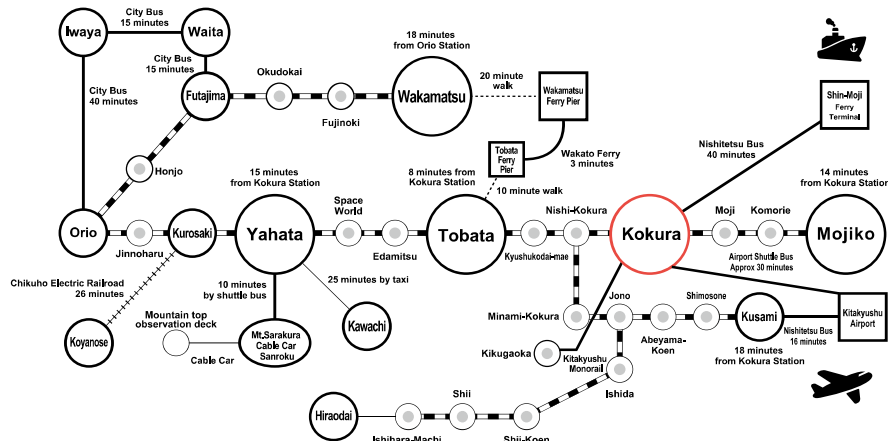 Iwaya
City Bus
15 minutes
Waita
City Bus
15 minutes
City Bus
40 minutes
Futajima
Okudokai
Fujinoki
18 minutes
from Orio Station
Wakamatsu
20 minute
walk
Wakamatsu
Ferry Pier
Shin-Moji
Ferry
Terminal
Nishitetsu Bus
40 minutes
Tobata
Ferry
Pier
Wakato Ferry
3 minutes
10 minute walk
Honjo
15 minutes
from Kokura Station
8 minutes from
Kokura Station
14 minutes
from Kokura Station
Orio
Jinnoharu
Kurosaki
Yahata
Space
World
Edamitsu
Tobata
Kyushukodai-mae
Nishi-Kokura
Kokura
Moji
Komorie
Mojiko
Airport Shuttle Bus
Approx 30 minutes
Chikuho Electric Railroad
26 minutes
10 minutes
by shuttle bus
25 minutes by taxi
Koyanose
Mountain top
observation deck
Cable Car
Mt.Sarakura
Cable Car
Sanroku
Kawachi
Minami-Kokura
Jono
Abeyama-
Koen
Shimosone
Kusami
Nishitetsu Bus
16 minutes
Kitakyushu
Airport
18 minutes
from Kokura Station
Kikugaoka
Kitakyushu
Monorail
Ishida
Hiraodai
Ishihara-Machi
Shii
Shii-Koen